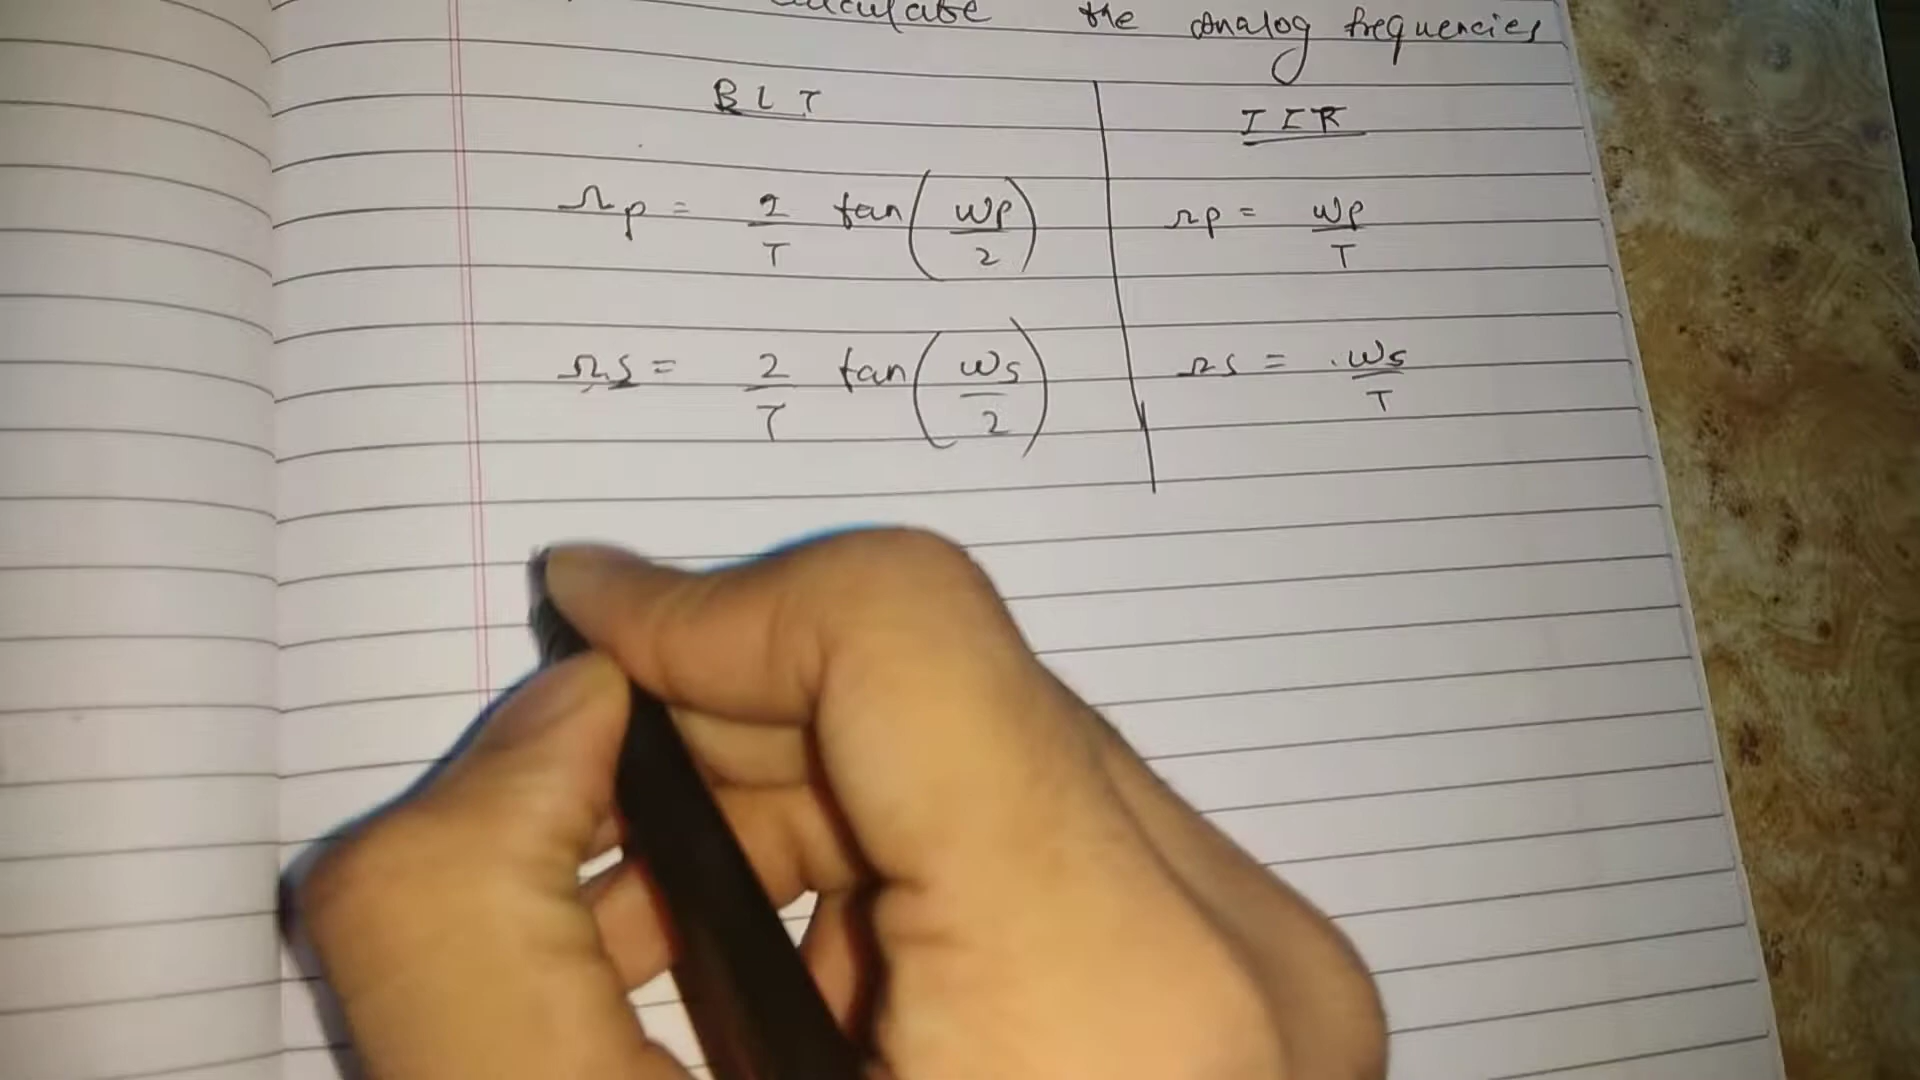 calculate the analog frequencies
BLT
IIR
Ωp = 2/T tan(ωp/2)
Ωp = ωp/T
Ωs = 2/T tan(ωs/2)
Ωs = ωs/T